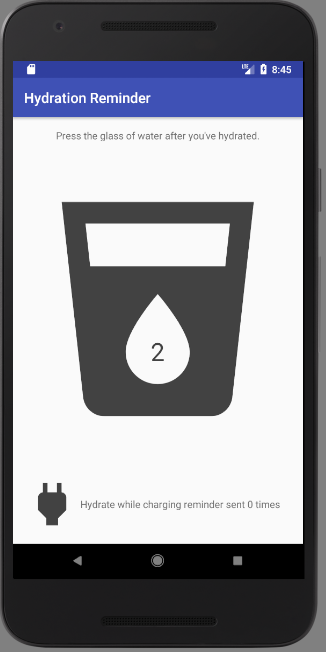 LTE 8:45
Hydration Reminder
Press the glass of water after you've hydrated.
2
Hydrate while charging reminder sent 0 times